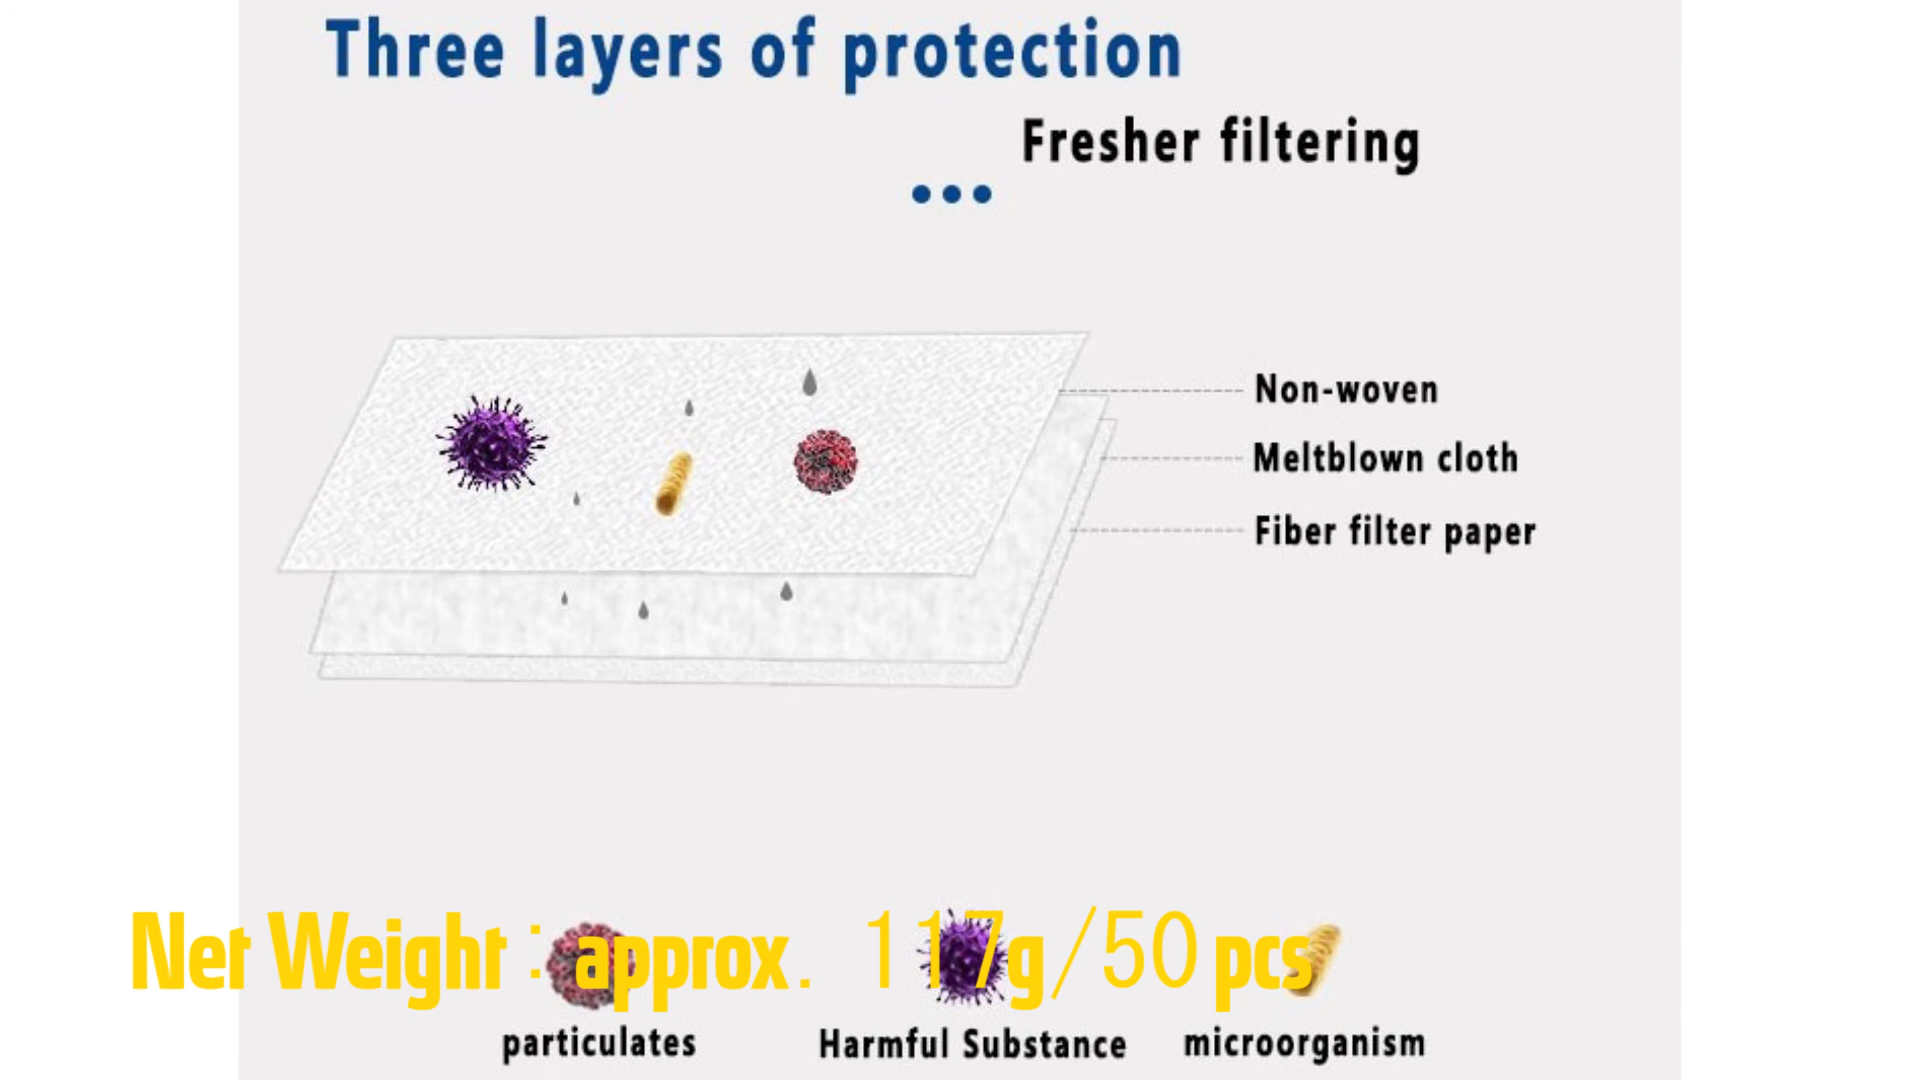 Three layers of protection
Fresher filtering
Non-woven
Meltblown cloth
Fiber filter paper
Net Weight: approx. 117g/50 pcs
particulates
Harmful Substance
microorganism